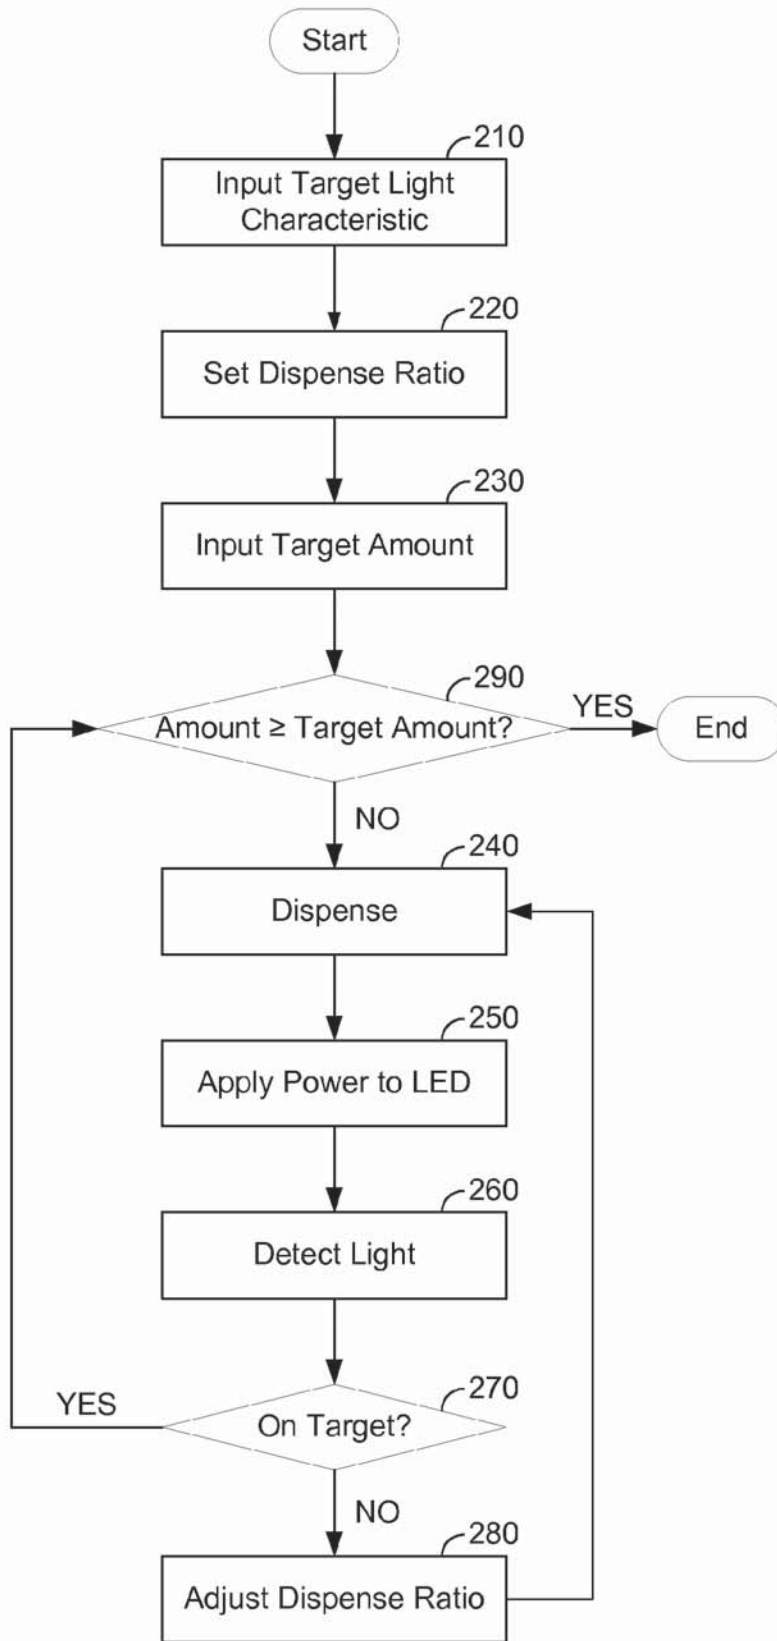 Start
210
Input Target Light
Characteristic
220
Set Dispense Ratio
230
Input Target Amount
290
Amount ≥ Target Amount?
YES
End
NO
240
Dispense
250
Apply Power to LED
260
Detect Light
270
YES
On Target?
NO
280
Adjust Dispense Ratio